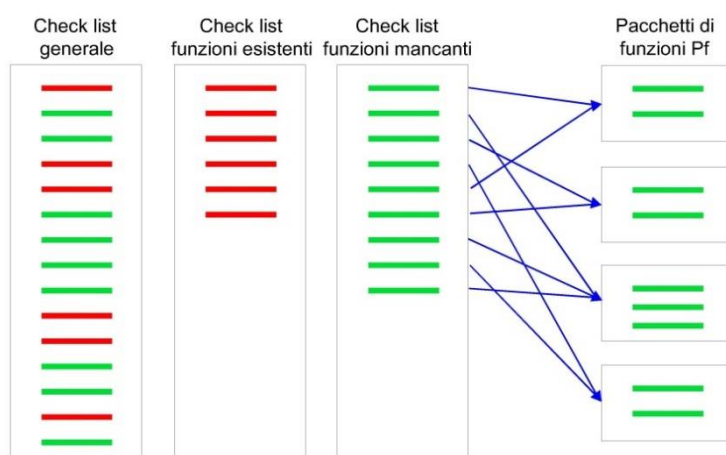 Check list
generale
Check list
funzioni esistenti
Check list
funzioni mancanti
Pacchetti di
funzioni Pf